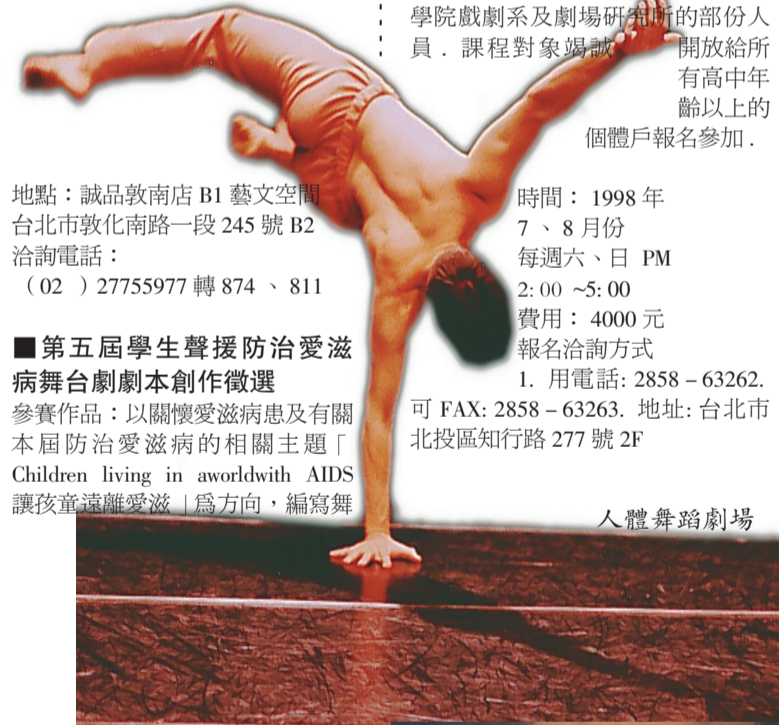 地點：誠品敦南店 B1 藝文空間
台北市敦化南路一段 245 號 B2
洽詢電話：
（02 ）27755977 轉 874 、 811
■第五屆學生聲援防治愛滋
病舞台劇劇本創作徵選
參賽作品：以關懷愛滋病患及有關
本屆防治愛滋病的相關主題「
Children living in aworldwith AIDS
讓孩童遠離愛滋」為方向，編寫舞
學院戲劇系及劇場研究所的部份人
員 . 課程對象竭誠 開放給所
有高中年
齡以上的
個體戶報名參加 .
時間： 1998 年
7 、 8 月份
每週六、日 PM
2: 00 ~5: 00
費用： 4000 元
報名洽詢方式
1. 用電話: 2858 – 63262.
可 FAX: 2858 – 63263. 地址: 台北市
北投區知行路 277 號 2F
人體舞蹈劇場